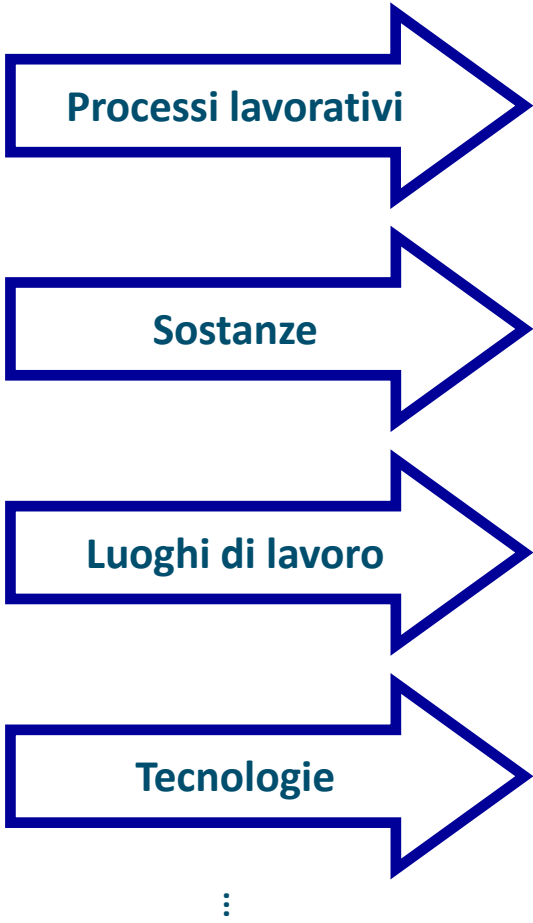 Processi lavorativi
Sostanze
Luoghi di lavoro
Tecnologie
…